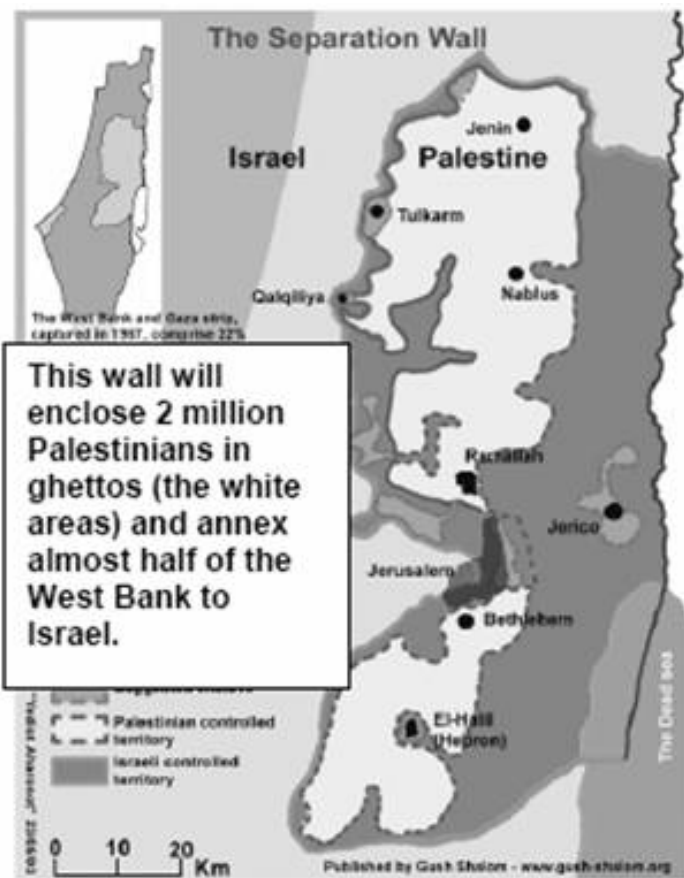 The Separation Wall
Israel
Palestine
Jenin
Tulkarm
Qalqiliya
Nablus
The West Bank and Gaza strip,
captured in 1967, comprise 22%
This wall will
enclose 2 million
Palestinians in
ghettos (the white
areas) and annex
almost half of the
West Bank to
Israel.
Ramallah
Jerico
Jerusalem
Bethlehem
El-Halil
(Hebron)
The Dead sea
Palestinian controlled
territory
Israeli controlled
territory
0 10 20
Km
Published by Gush Shalom - www.gush-shalom.org